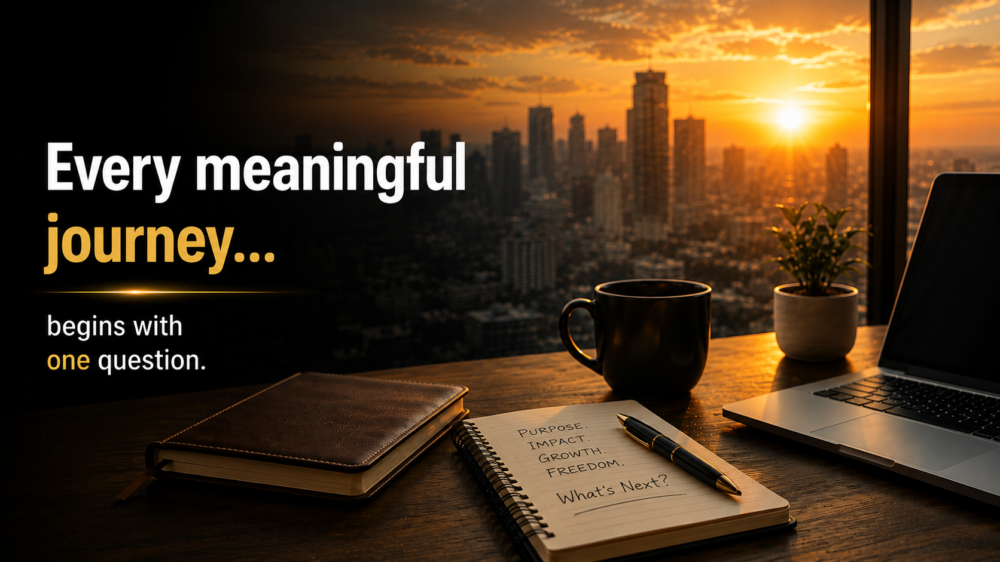 Every meaningful
journey...
begins with
one question.
PURPOSE.
IMPACT.
GROWTH.
FREEDOM.
What's Next?